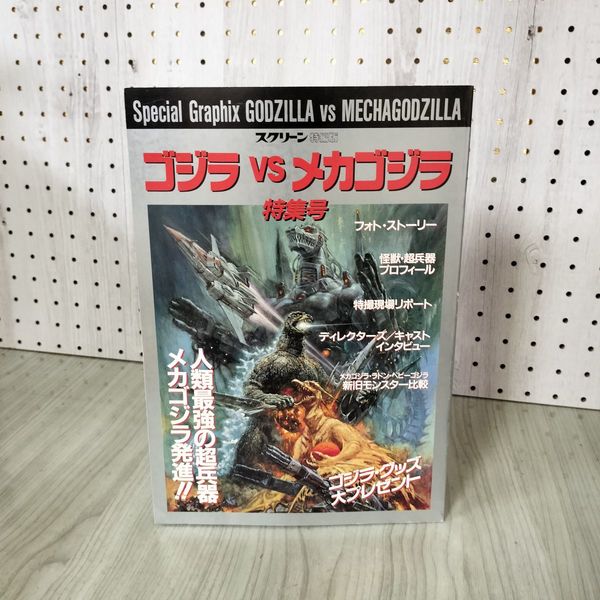 Special Graphix GODZILLA vs MECHAGODZILLA
スクリーン特編版
ゴジラ VS メカゴジラ
特集号
フォト・ストーリー
怪獣・超兵器
プロフィール
特撮現場リポート
ディレクターズ/キャスト
インタビュー
メカゴジラ・ラドン・ベビーゴジラ
新旧モンスター比較
人類最強の超兵器
メカゴジラ発進!!
ゴジラ・グッズ
大プレゼント